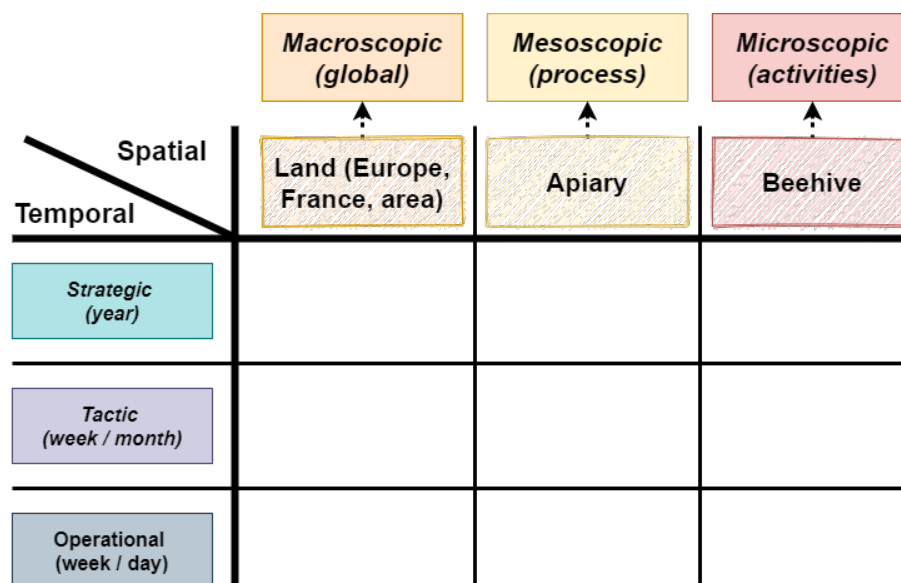 Macroscopic
(global)
Mesoscopic
(process)
Microscopic
(activities)
Spatial
Temporal
Land (Europe,
France, area)
Apiary
Beehive
Strategic
(year)
Tactic
(week / month)
Operational
(week / day)